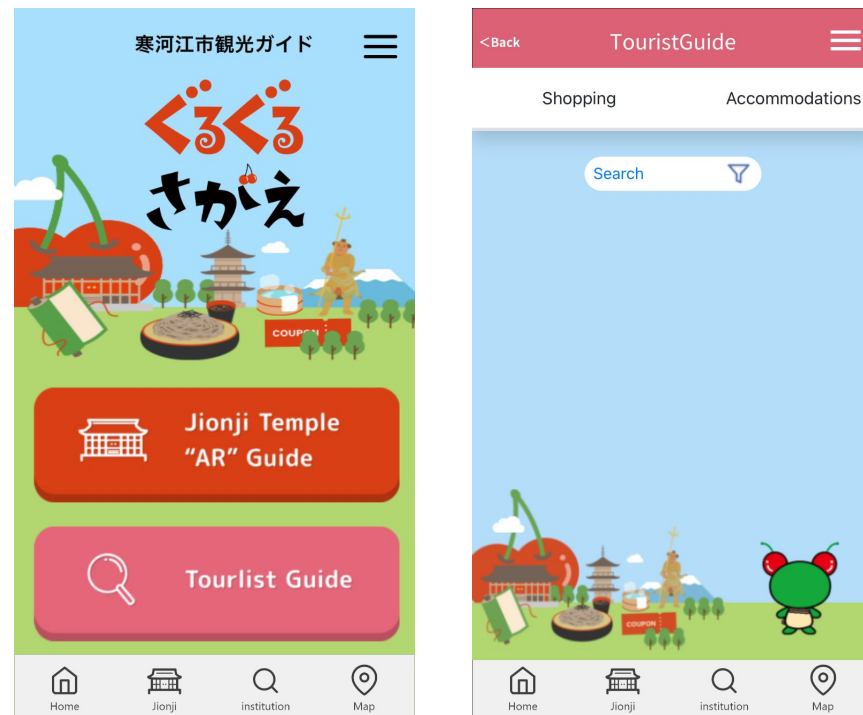 寒河江市観光ガイド
ぐるぐる
さがえ
COUPON
Jionji Temple
“AR” Guide
Tourlist Guide
Home
Jionji
institution
Map
<Back
TouristGuide
Shopping
Accommodations
Search
COUPON
Home
Jionji
institution
Map